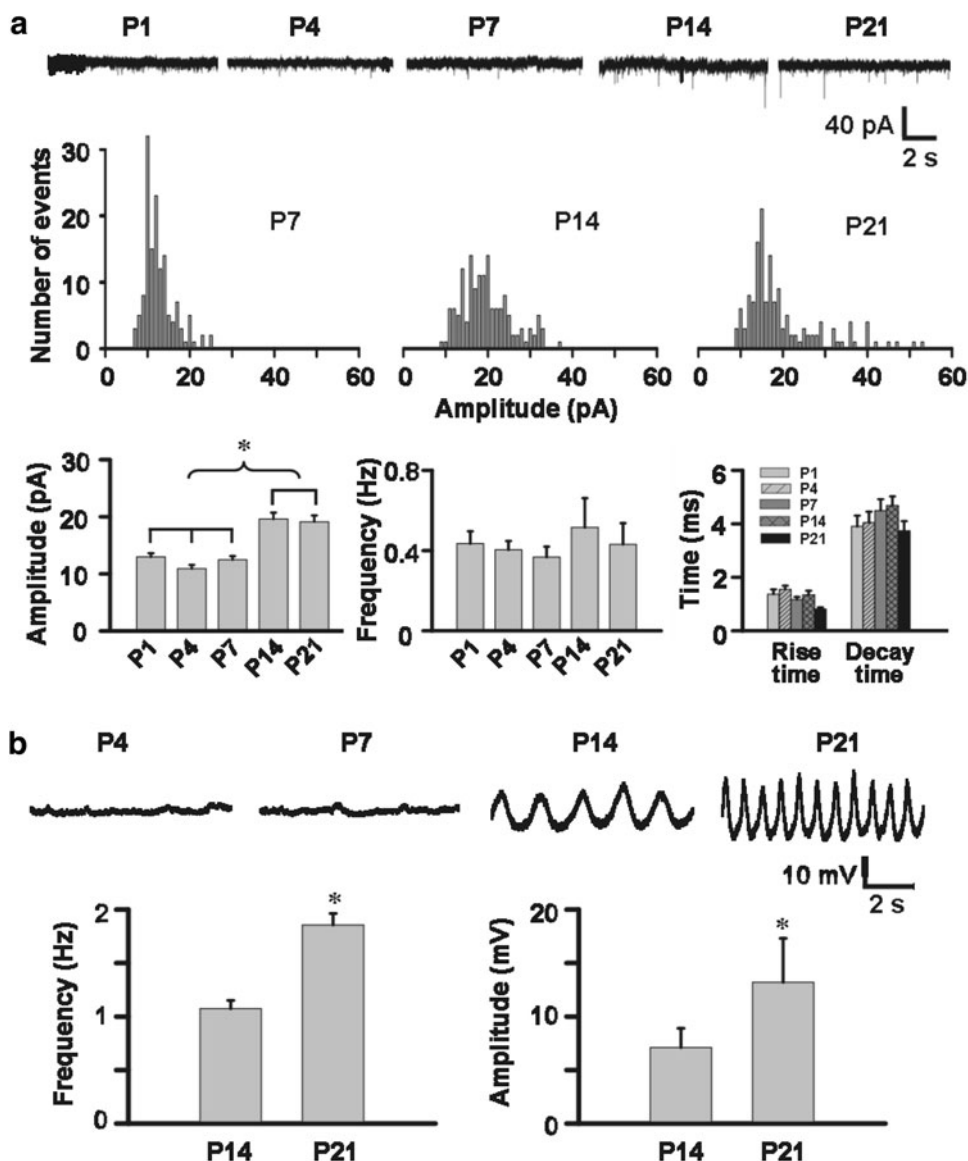 a
P1 P4 P7 P14 P21
40 pA
2 s
Number of events
30
20
10
0
P7
P14
P21
0 20 40 60
0 20 40 60
0 20 40 60
Amplitude (pA)
Amplitude (pA)
30
20
10
0
*
P1 P4 P7 P14 P21
Frequency (Hz)
0.8
0.4
0
P1 P4 P7 P14 P21
Time (ms)
6
4
2
0
P1
P4
P7
P14
P21
Rise time
Decay time
b
P4 P7 P14 P21
10 mV
2 s
Frequency (Hz)
2
1
0
*
P14 P21
Amplitude (mV)
20
10
0
*
P14 P21